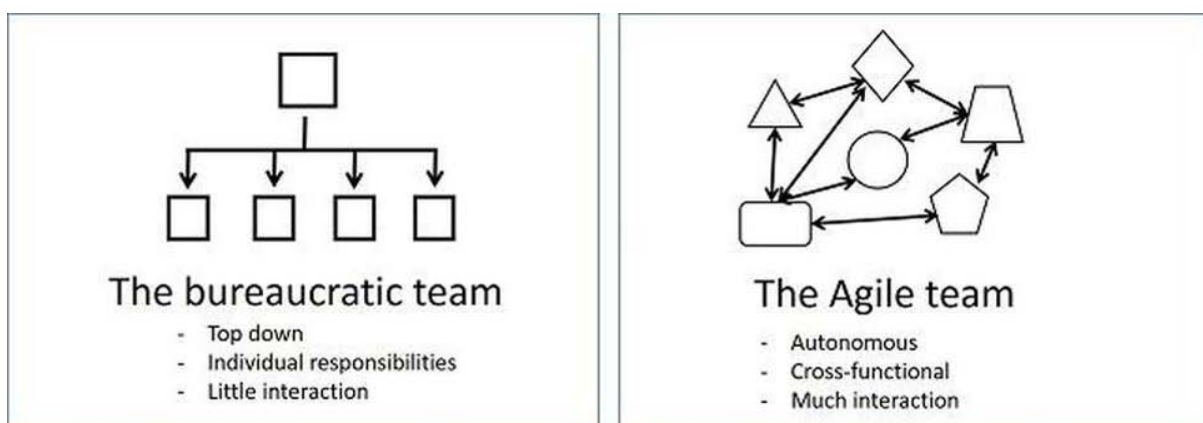 The bureaucratic team
- Top down
- Individual responsibilities
- Little interaction
The Agile team
- Autonomous
- Cross-functional
- Much interaction